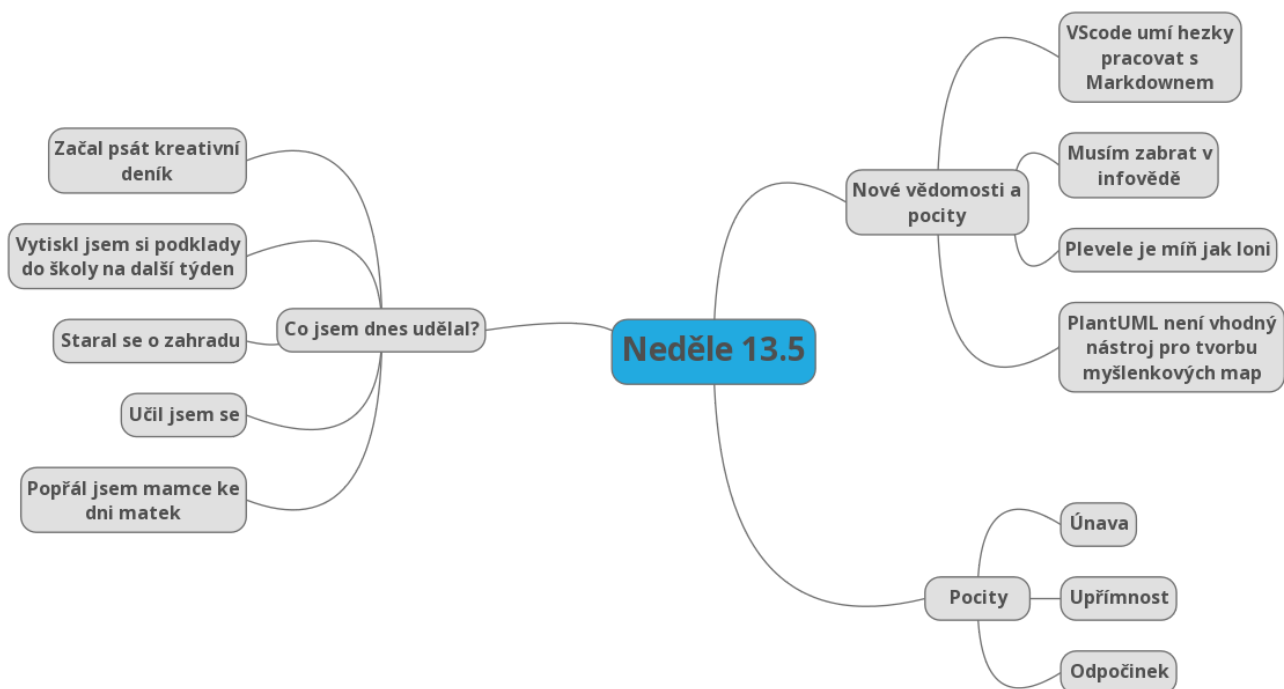 Neděle 13.5
Co jsem dnes udělal?
Začal psát kreativní
deník
Vytiskl jsem si podklady
do školy na další týden
Staral se o zahradu
Učil jsem se
Popřál jsem mamce ke
dni matek
Nové vědomosti a
pocity
VScode umí hezky
pracovat s
Markdownem
Musím zabrat v
infovědě
Plevele je míň jak loni
PlantUML není vhodný
nástroj pro tvorbu
myšlenkových map
Pocity
Únava
Upřímnost
Odpočinek